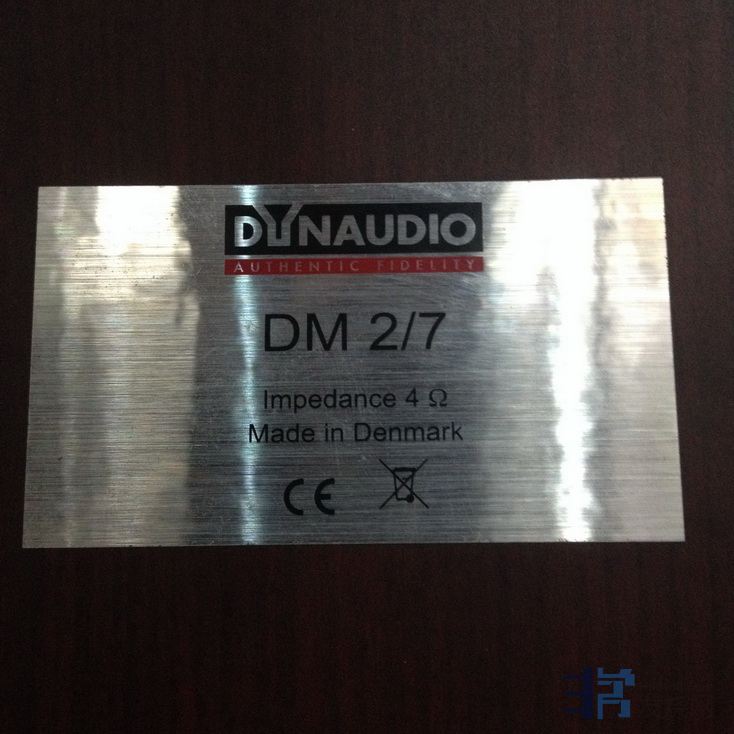 DYNAUDIO
AUTHENTIC FIDELITY
DM 2/7
Impedance 4 Ω
Made in Denmark
CE